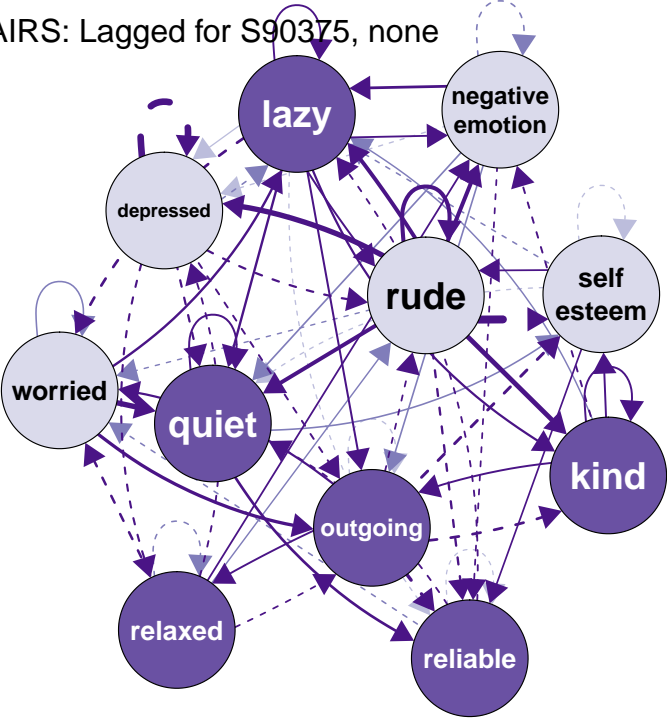 AIRS: Lagged for S90375, none
lazy
negative
emotion
depressed
rude
self
esteem
worried
quiet
kind
outgoing
relaxed
reliable